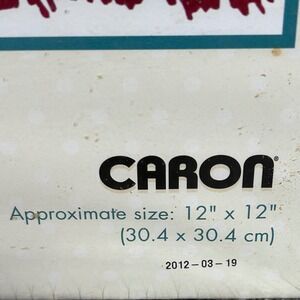 CARON®
Approximate size: 12" x 12"
(30.4 x 30.4 cm)
2012-03-19